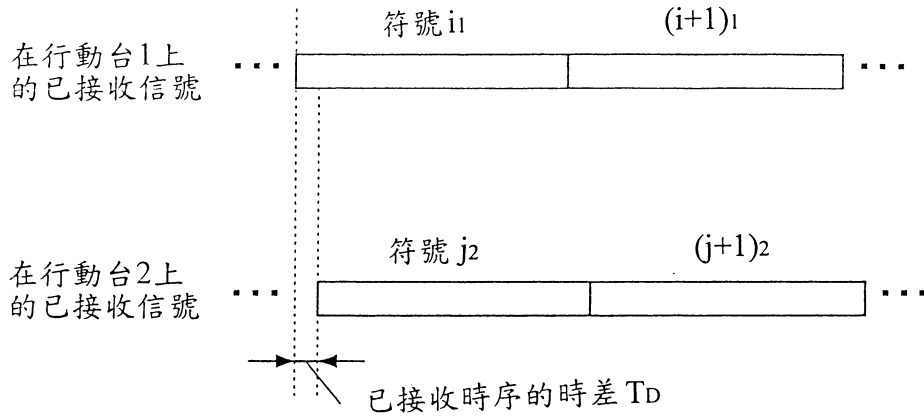 符號 i1
(i+1)1
在行動台1上
的已接收信號
...
...
符號 j2
(j+1)2
在行動台2上
的已接收信號
...
...
已接收時序的時差 TD